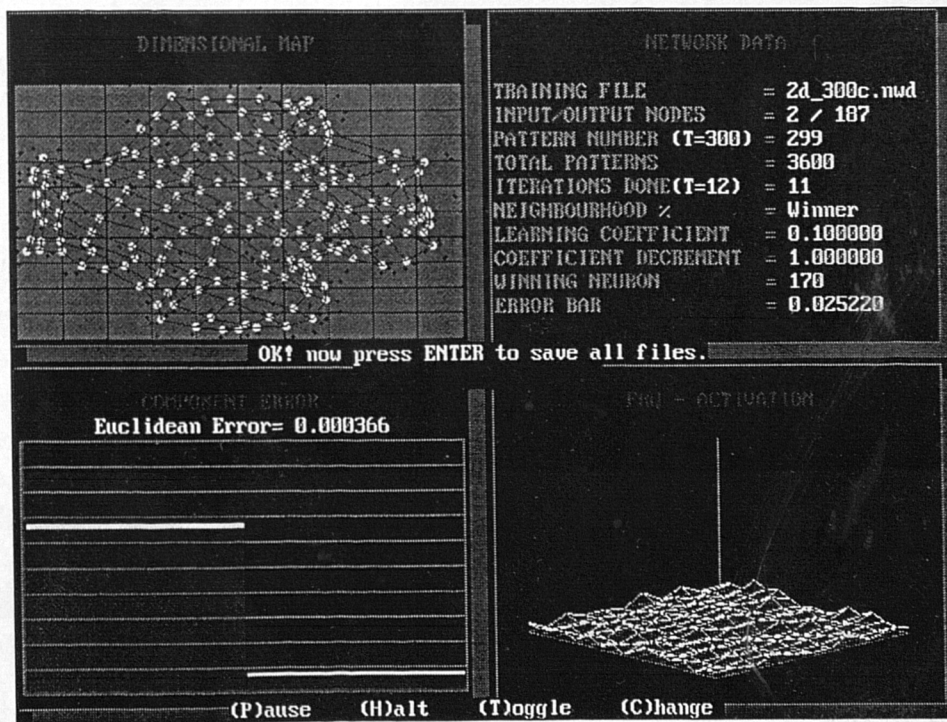 DIMENSIONAL MAP
NETWORK DATA
TRAINING FILE = 2d_300c.nwd
INPUT/OUTPUT NODES = 2 / 187
PATTERN NUMBER (T=300) = 299
TOTAL PATTERNS = 3600
ITERATIONS DONE(T=12) = 11
NEIGHBOURHOOD % = Winner
LEARNING COEFFICIENT = 0.100000
COEFFICIENT DECREMENT = 1.000000
WINNING NEURON = 170
ERROR BAR = 0.025220
OK! now press ENTER to save all files.
COMPONENT ERROR
Euclidean Error= 0.000366
- ACTIVATION
(P)ause (H)alt (T)oggle (C)hange